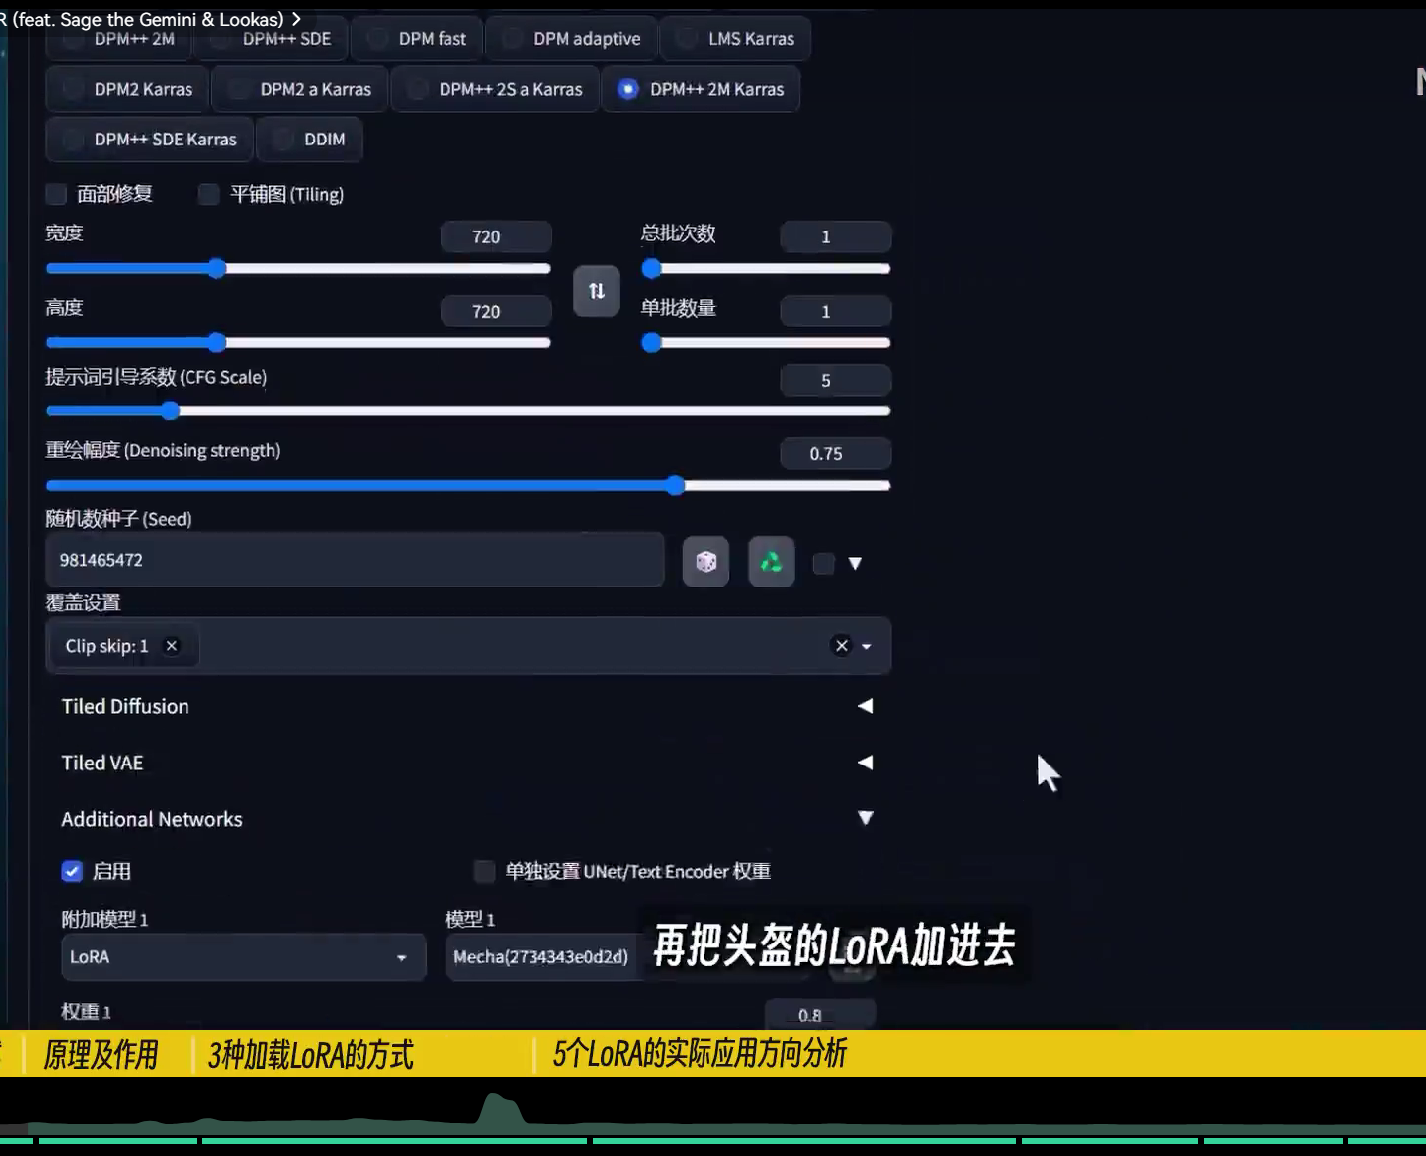 R (feat. Sage the Gemini & Lookas)
DPM++ 2M DPM++ SDE DPM fast DPM adaptive LMS Karras
DPM2 Karras DPM2 a Karras DPM++ 2S a Karras DPM++ 2M Karras
DPM++ SDE Karras DDIM
面部修复 平铺图 (Tiling)
宽度 720 总批次数 1
高度 720 单批数量 1
提示词引导系数 (CFG Scale) 5
重绘幅度 (Denoising strength) 0.75
随机数种子 (Seed)
981465472
覆盖设置
Clip skip: 1
Tiled Diffusion
Tiled VAE
Additional Networks
启用 单独设置 UNet/Text Encoder 权重
附加模型 1 模型 1
LoRA Mecha(2734343e0d2d)
再把头盔的LoRA加进去
权重 1 0.8
原理及作用 3种加载LoRA的方式 5个LoRA的实际应用方向分析